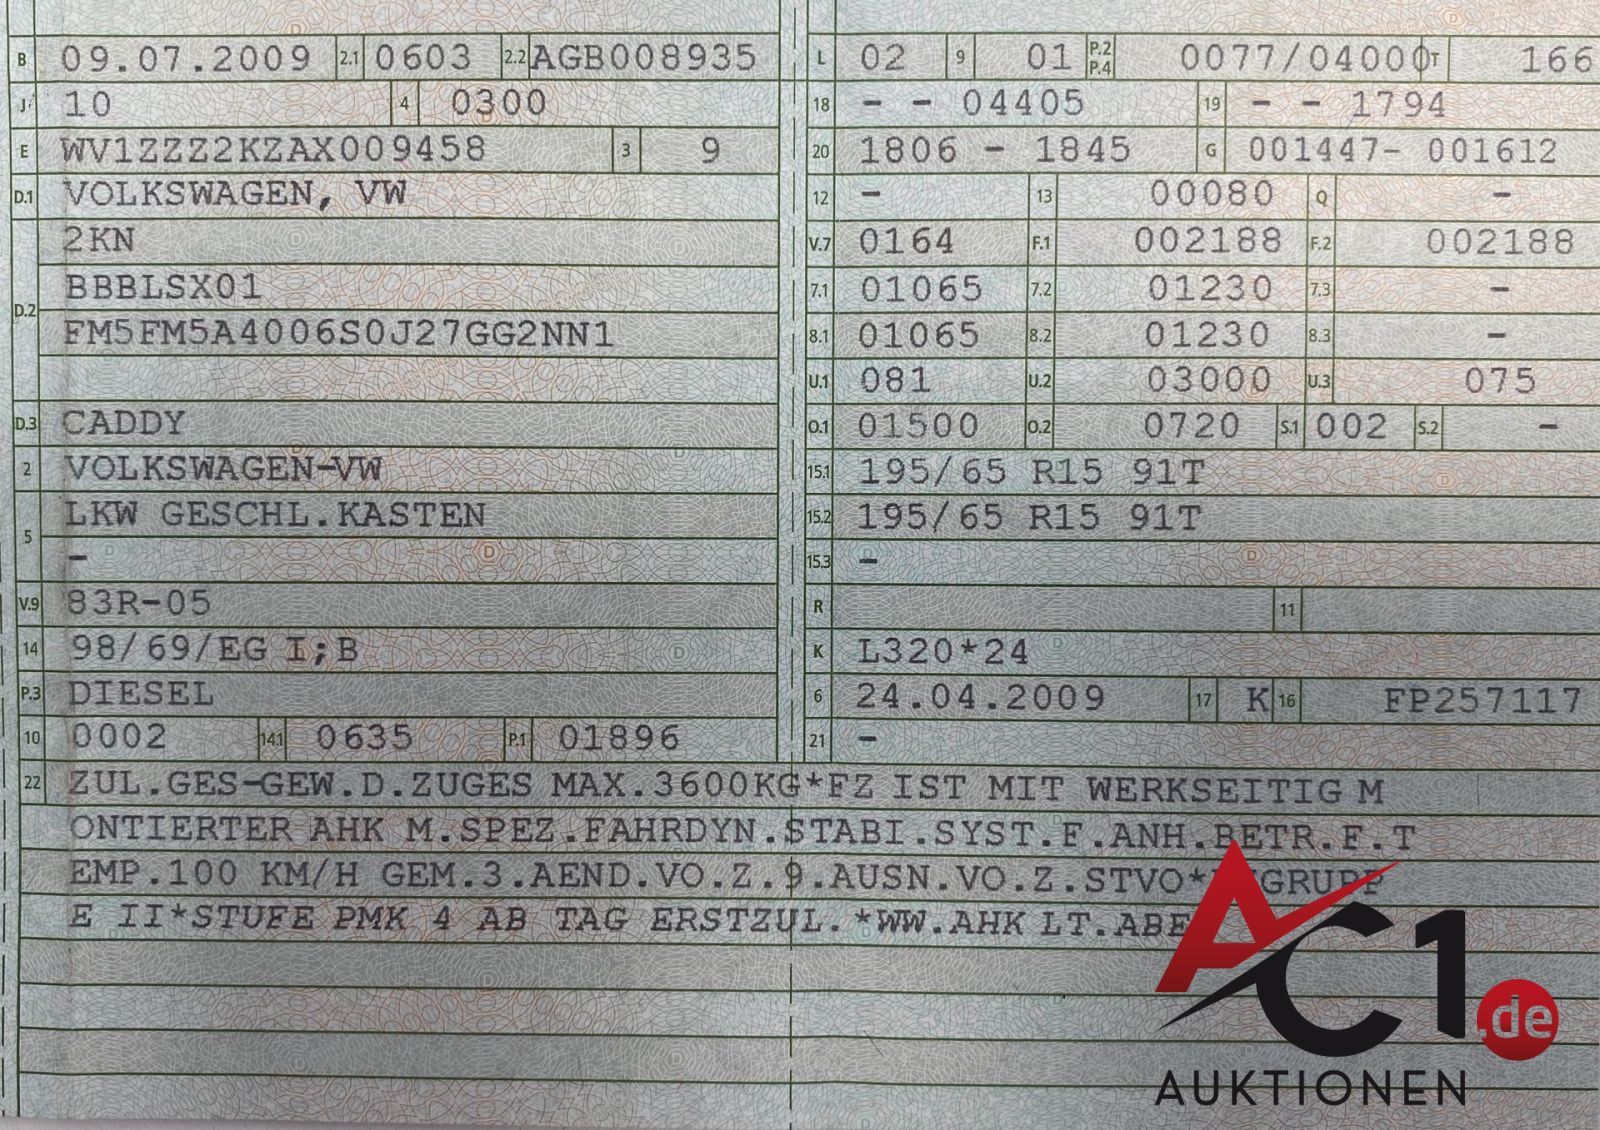 B 09.07.2009 2.1 0603 2.2 AGB008935
J 10 4 0300
E WV1ZZZ2KZAX009458 3 9
D.1 VOLKSWAGEN, VW
2KN
D.2 BBBLSX01
FM5FM5A4006S0J27GG2NN1
D.3 CADDY
2 VOLKSWAGEN-VW
5 LKW GESCHL.KASTEN
-
V.9 83R-05
14 98/69/EG I;B
P.3 DIESEL
10 0002 14.1 0635 P.1 01896
L 02 9 01 P.2 P.4 0077/04000 T 166
18 - - 04405 19 - - 1794
20 1806 - 1845 G 001447- 001612
12 - 13 00080 Q -
V.7 0164 F.1 002188 F.2 002188
7.1 01065 7.2 01230 7.3 -
8.1 01065 8.2 01230 8.3 -
U.1 081 U.2 03000 U.3 075
O.1 01500 O.2 0720 S.1 002 S.2 -
15.1 195/65 R15 91T
15.2 195/65 R15 91T
15.3 -
R 11
K L320*24
6 24.04.2009 17 K 16 FP257117
21 -
22 ZUL.GES-GEW.D.ZUGES MAX.3600KG*FZ IST MIT WERKSEITIG M
ONTIERTER AHK M.SPEZ.FAHRDYN.STABI.SYST.F.ANH.BETR.F.T
EMP.100 KM/H GEM.3.AEND.VO.Z.9.AUSN.VO.Z.STVO* GRUPP
E II*STUFE PMK 4 AB TAG ERSTZUL.*WW.AHK LT.ABE
AC1.de
AUKTIONEN